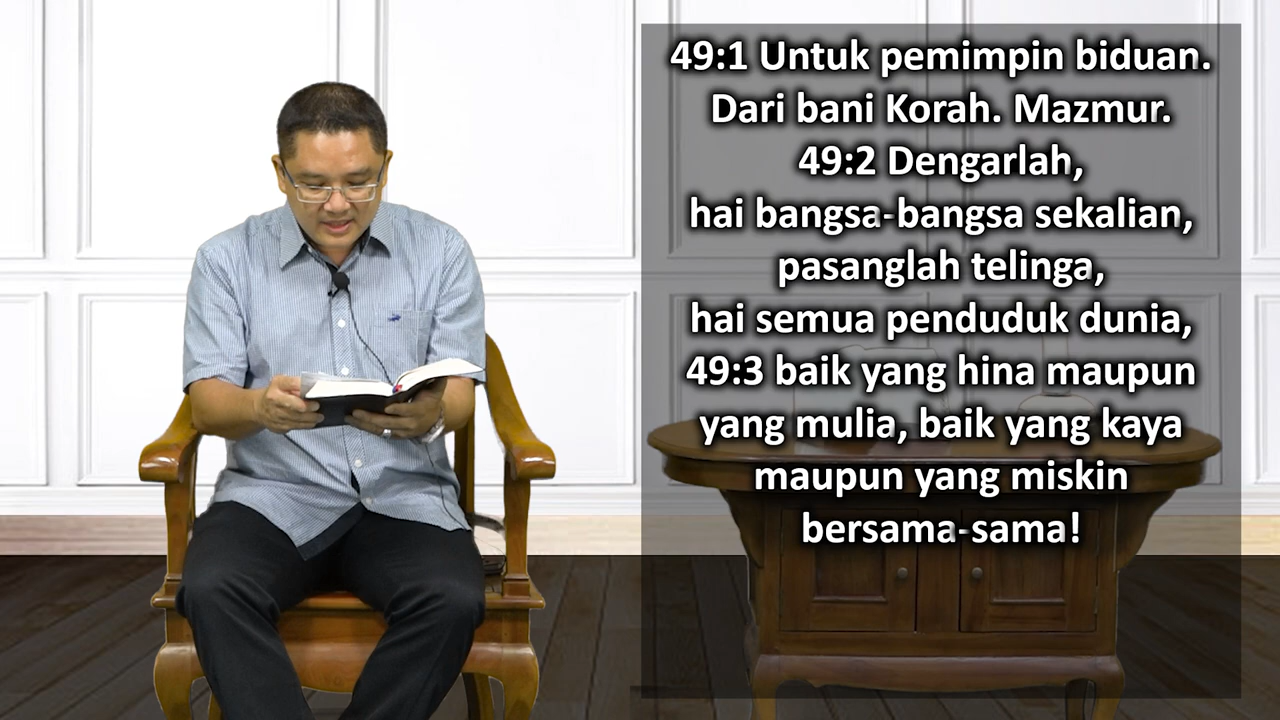 49:1 Untuk pemimpin biduan.
Dari bani Korah. Mazmur.
49:2 Dengarlah,
hai bangsa-bangsa sekalian,
pasanglah telinga,
hai semua penduduk dunia,
49:3 baik yang hina maupun
yang mulia, baik yang kaya
maupun yang miskin
bersama-sama!